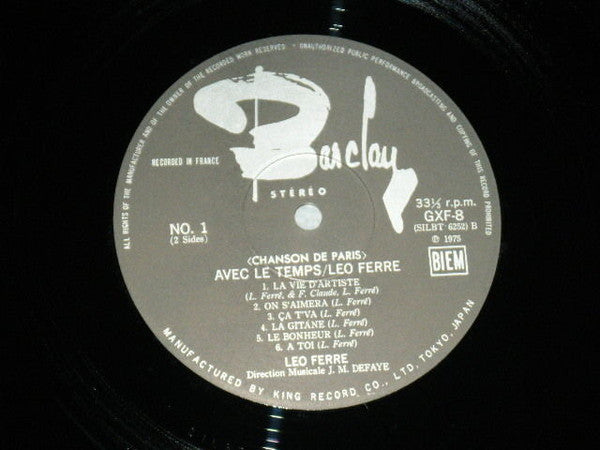 ALL RIGHTS OF THE MANUFACTURER AND OF THE OWNER OF THE RECORDED WORK RESERVED · UNAUTHORIZED PUBLIC PERFORMANCE BROADCASTING AND COPYING OF THIS RECORD PROHIBITED
Barclay
RECORDED IN FRANCE
STÉRÉO
NO. 1
(2 Sides)
33⅓ r.p.m.
GXF-8
(SILBT 6252) B
℗ 1975
BIEM
<CHANSON DE PARIS>
AVEC LE TEMPS/LEO FERRE
1. LA VIE D'ARTISTE
(L. Ferré, & F. Claude, L. Ferré)
2. ON S'AIMERA (L. Ferré)
3. ÇA T'VA (L. Ferré)
4. LA GITANE (L. Ferré)
5. LE BONHEUR (L. Ferré)
6. A TOI (L. Ferré)
LEO FERRE
Direction Musicale J. M. DEFAYE
MANUFACTURED BY KING RECORD, CO., LTD, TOKYO, JAPAN